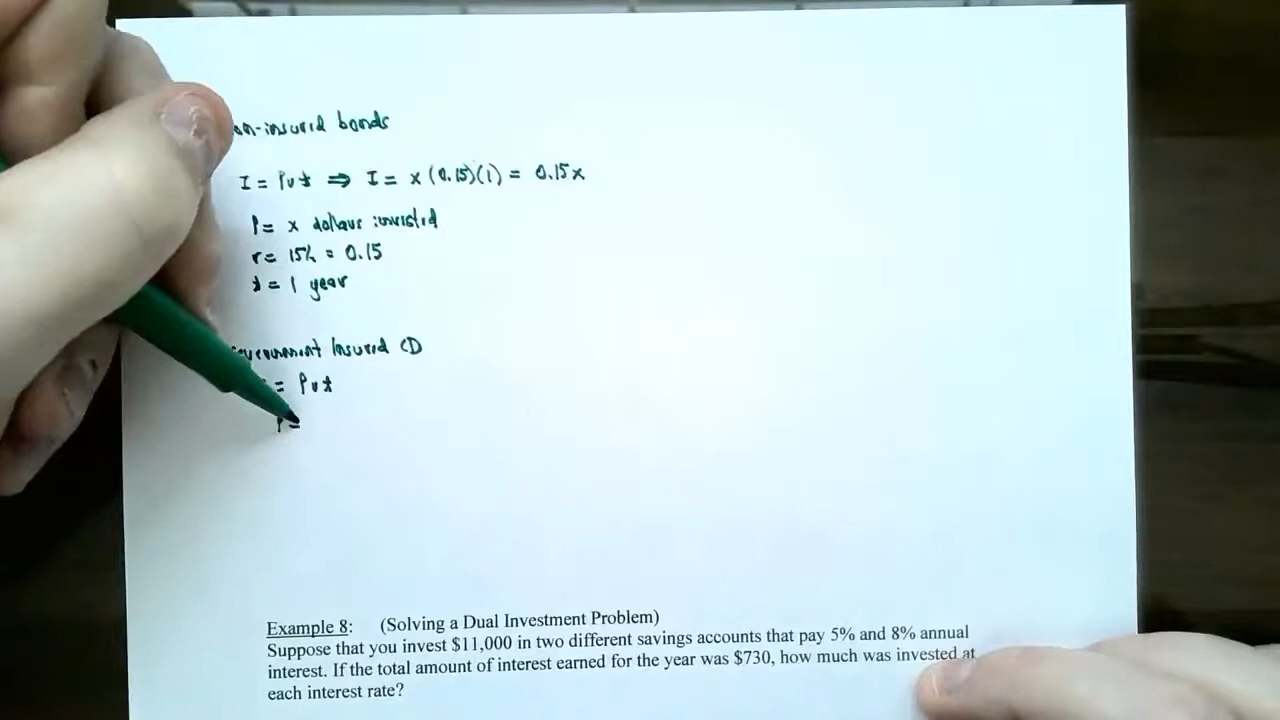 on-insured bonds
I = Prt ⇒ I = x (0.15)(1) = 0.15x
P = x dollars invested
r = 15% = 0.15
t = 1 year
overnment Insured CD
= Prt
P =
Example 8: (Solving a Dual Investment Problem)
Suppose that you invest $11,000 in two different savings accounts that pay 5% and 8% annual
interest. If the total amount of interest earned for the year was $730, how much was invested at
each interest rate?